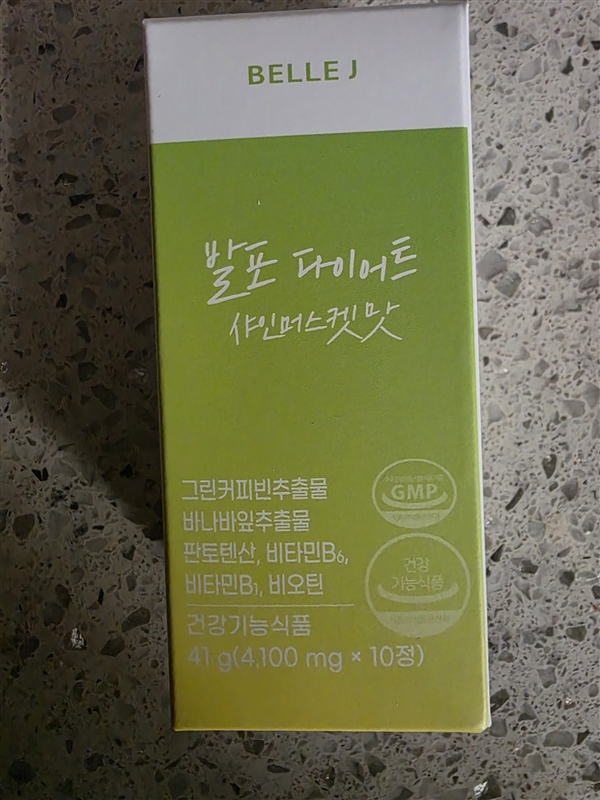 BELLE J
발포 다이어트
샤인머스켓맛
그린커피빈추출물
바나바잎추출물
판토텐산, 비타민B₆,
비타민B₁, 비오틴
건강기능식품
41 g(4,100 mg × 10정)
GMP
건강
기능식품